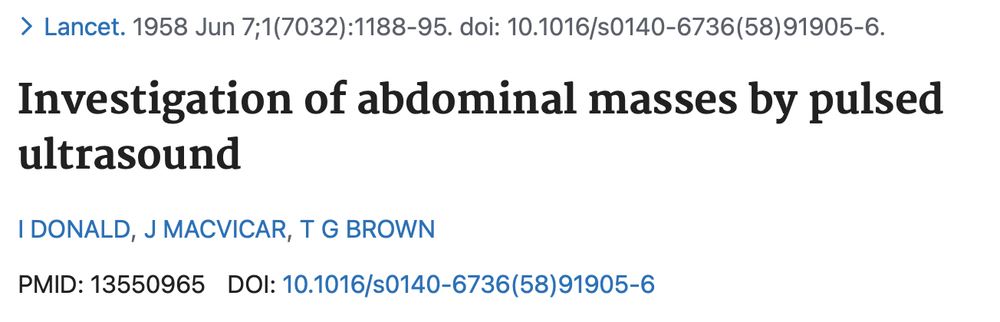 > Lancet. 1958 Jun 7;1(7032):1188-95. doi: 10.1016/s0140-6736(58)91905-6.
Investigation of abdominal masses by pulsed
ultrasound
I DONALD, J MACVICAR, T G BROWN
PMID: 13550965 DOI: 10.1016/s0140-6736(58)91905-6